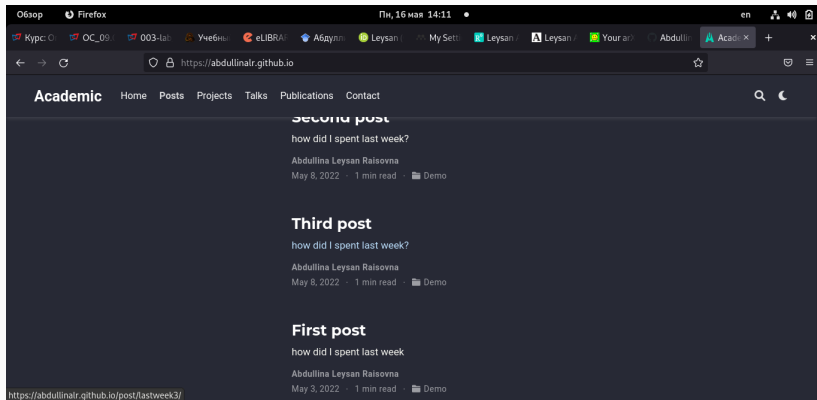 Обзор Firefox Пн, 16 мая 14:11 en
Курс: О ОС_09 003-lab Учебны eLIBRAR Абдулл Leysan My Setti Leysan A Leysan A Your arX Abdullin Acade
https://abdullinalr.github.io
Academic Home Posts Projects Talks Publications Contact
Second post
how did I spent last week?
Abdullina Leysan Raisovna
May 8, 2022 · 1 min read · Demo
Third post
how did I spent last week?
Abdullina Leysan Raisovna
May 8, 2022 · 1 min read · Demo
First post
how did I spent last week
Abdullina Leysan Raisovna
May 3, 2022 · 1 min read · Demo
https://abdullinalr.github.io/post/lastweek3/